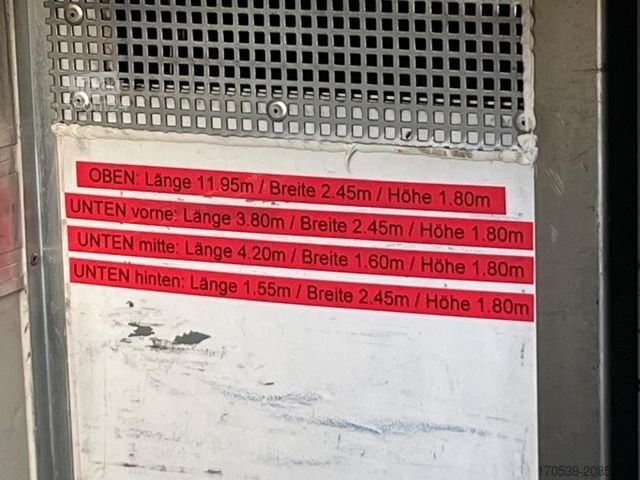 OBEN: Länge 11.95m / Breite 2.45m / Höhe 1.80m
UNTEN vorne: Länge 3.80m / Breite 2.45m / Höhe 1.80m
UNTEN mitte: Länge 4.20m / Breite 1.60m / Höhe 1.80m
UNTEN hinten: Länge 1.55m / Breite 2.45m / Höhe 1.80m